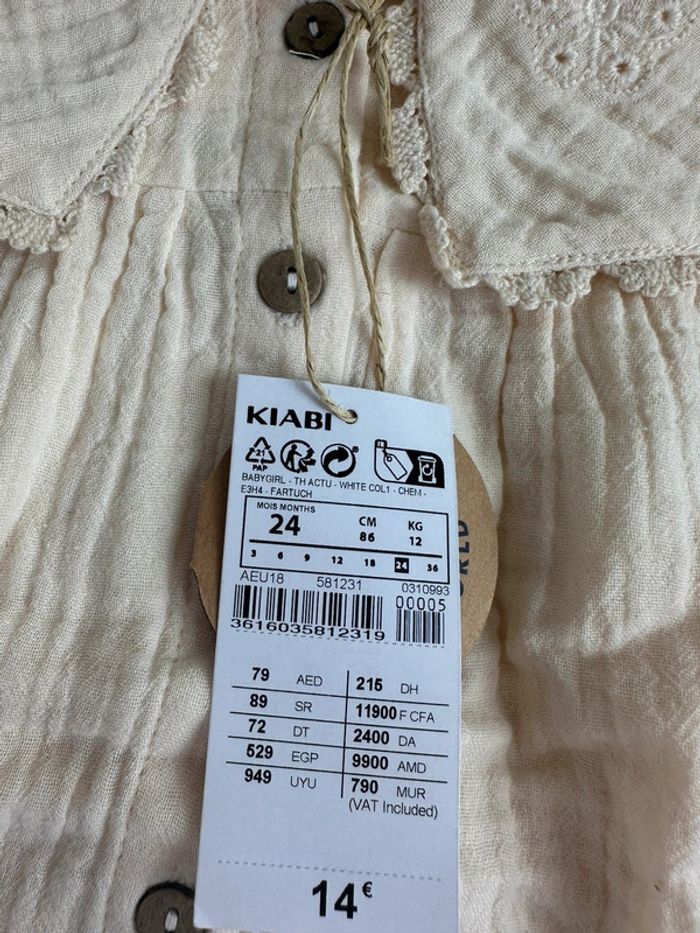 KIABI
21
PAP
BABYGIRL - TH ACTU - WHITE COL1 - CHEM -
E3H4 - FARTUCH
MOIS MONTHS CM KG
24 86 12
3 6 9 12 18 24 36
AEU18 581231 0310993
00005
3616035812319
79 AED 215 DH
89 SR 11900 F CFA
72 DT 2400 DA
529 EGP 9900 AMD
949 UYU 790 MUR
(VAT Included)
14€